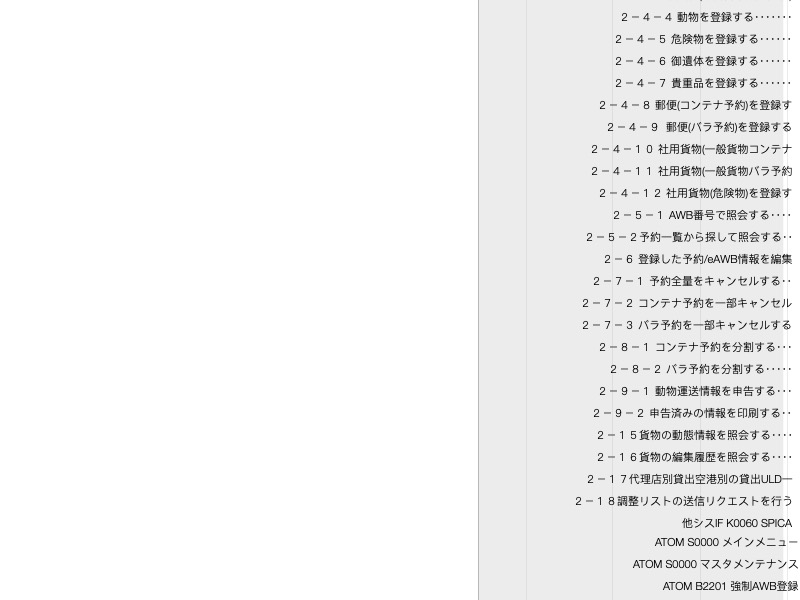 ２－４－４ 動物を登録する‥‥‥
２－４－５ 危険物を登録する‥‥‥
２－４－６ 御遺体を登録する‥‥‥
２－４－７ 貴重品を登録する‥‥‥
２－４－８ 郵便(コンテナ予約)を登録す
２－４－９ 郵便(バラ予約)を登録する
２－４－１０ 社用貨物(一般貨物コンテナ
２－４－１１ 社用貨物(一般貨物バラ予約
２－４－１２ 社用貨物(危険物)を登録す
２－５－１ AWB番号で照会する‥‥
２－５－２予約一覧から探して照会する‥
２－６ 登録した予約/eAWB情報を編集
２－７－１ 予約全量をキャンセルする‥
２－７－２ コンテナ予約を一部キャンセル
２－７－３ バラ予約を一部キャンセルする
２－８－１ コンテナ予約を分割する‥･
２－８－２ バラ予約を分割する‥‥･
２－９－１ 動物運送情報を申告する‥･
２－９－２ 申告済みの情報を印刷する‥
２－１５貨物の動態情報を照会する‥‥
２－１６貨物の編集履歴を照会する‥‥
２－１７代理店別貸出空港別の貸出ULD一
２－１８調整リストの送信リクエストを行う
他シスIF K0060 SPICA
ATOM S0000 メインメニュー
ATOM S0000 マスタメンテナンス
ATOM B2201 強制AWB登録